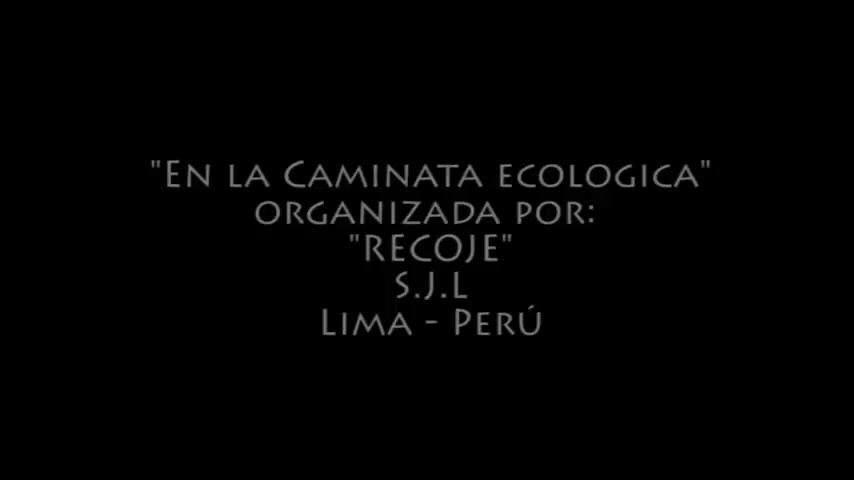 "En la Caminata ecologica"
organizada por:
"RECOJE"
S.J.L
Lima - Perú